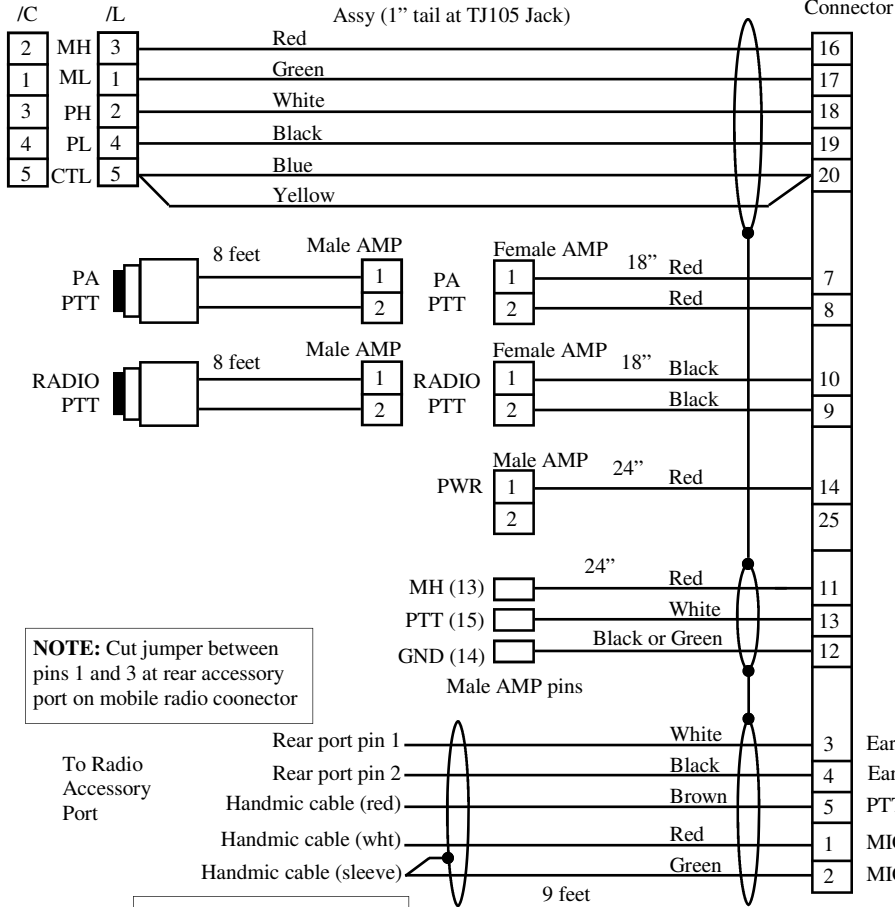 /C /L Assy (1” tail at TJ105 Jack) Connector
2 MH 3 Red 16
1 ML 1 Green 17
3 PH 2 White 18
4 PL 4 Black 19
5 CTL 5 Blue 20
Yellow
PA PTT 8 feet Male AMP 1 2
PA PTT Female AMP 1 2 18” Red 7
Red 8
RADIO PTT 8 feet Male AMP 1 2
RADIO PTT Female AMP 1 2 18” Black 10
Black 9
Male AMP
PWR 1 24” Red 14
2 25
24”
MH (13) Red 11
PTT (15) White 13
GND (14) Black or Green 12
Male AMP pins
NOTE: Cut jumper between
pins 1 and 3 at rear accessory
port on mobile radio coonector
To Radio
Accessory
Port
Rear port pin 1 White 3 Ear
Rear port pin 2 Black 4 Ear
Handmic cable (red) Brown 5 PTT
Handmic cable (wht) Red 1 MIC
Handmic cable (sleeve) Green 2 MIC
9 feet